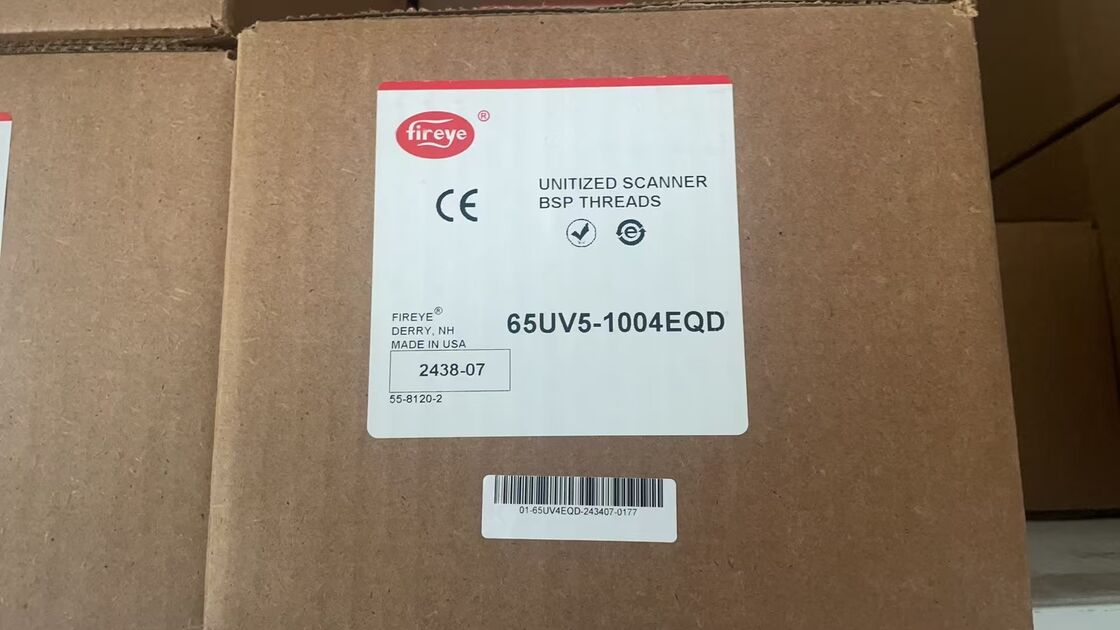 fireye®
CE
UNITIZED SCANNER
BSP THREADS
e
FIREYE®
DERRY, NH
MADE IN USA
65UV5-1004EQD
2438-07
55-8120-2
01-65UV4EQD-243407-0177